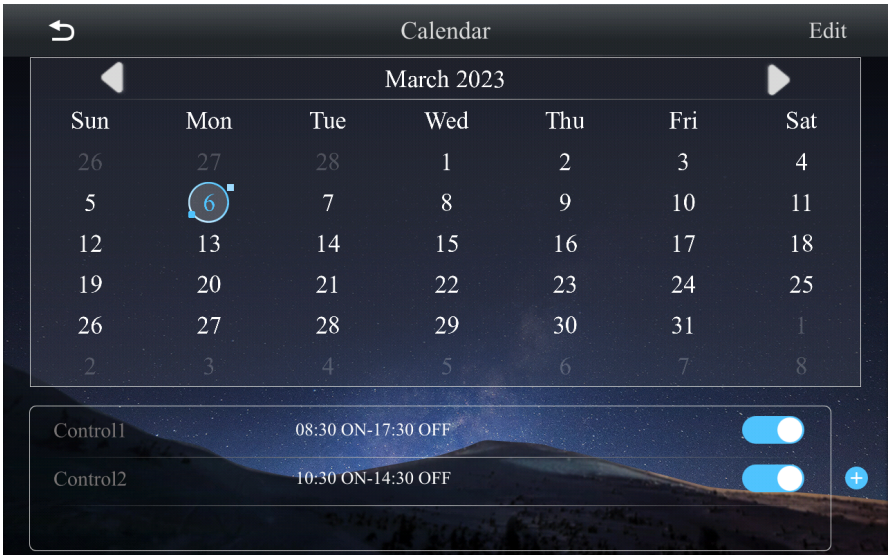 Calendar Edit
March 2023
Sun Mon Tue Wed Thu Fri Sat
26 27 28 1 2 3 4
5 6 7 8 9 10 11
12 13 14 15 16 17 18
19 20 21 22 23 24 25
26 27 28 29 30 31 1
2 3 4 5 6 7 8
Control1 08:30 ON-17:30 OFF
Control2 10:30 ON-14:30 OFF